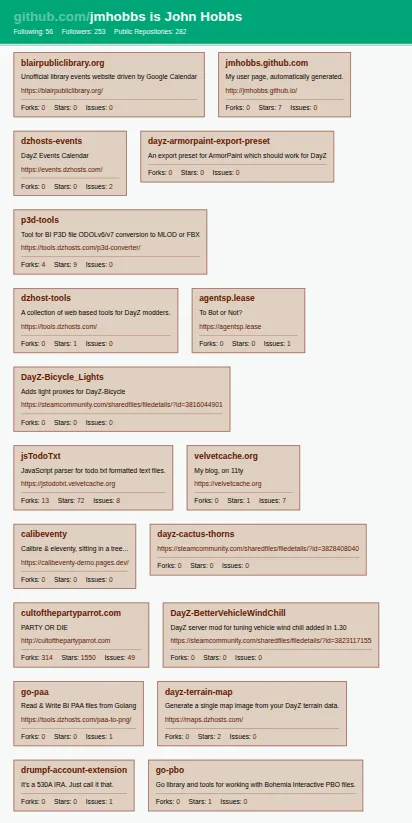 github.com/jmhobbs is John Hobbs
Following: 56 Followers: 253 Public Repositories: 282
blairpubliclibrary.org
Unofficial library events website driven by Google Calendar
https://blairpubliclibrary.org/
Forks: 0 Stars: 0 Issues: 0
jmhobbs.github.com
My user page, automatically generated.
http://jmhobbs.github.io/
Forks: 0 Stars: 7 Issues: 0
dzhosts-events
DayZ Events Calendar
https://events.dzhosts.com/
Forks: 0 Stars: 0 Issues: 2
dayz-armorpaint-export-preset
An export preset for ArmorPaint which should work for DayZ
Forks: 0 Stars: 0 Issues: 0
p3d-tools
Tool for BI P3D file ODOLv6/v7 conversion to MLOD or FBX
https://tools.dzhosts.com/p3d-converter/
Forks: 4 Stars: 9 Issues: 0
dzhost-tools
A collection of web based tools for DayZ modders.
https://tools.dzhosts.com/
Forks: 0 Stars: 1 Issues: 0
agentsp.lease
To Bot or Not?
https://agentsp.lease
Forks: 0 Stars: 0 Issues: 1
DayZ-Bicycle_Lights
Adds light proxies for DayZ-Bicycle
https://steamcommunity.com/sharedfiles/filedetails/?id=3816044901
Forks: 0 Stars: 0 Issues: 0
jsTodoTxt
JavaScript parser for todo.txt formatted text files.
https://jstodotxt.velvetcache.org
Forks: 13 Stars: 72 Issues: 8
velvetcache.org
My blog, on 11ty
https://velvetcache.org
Forks: 0 Stars: 1 Issues: 7
calibeventy
Calibre & eleventy, sitting in a tree...
https://calibeventy-demo.pages.dev/
Forks: 0 Stars: 0 Issues: 0
dayz-cactus-thorns
https://steamcommunity.com/sharedfiles/filedetails/?id=3828408040
Forks: 0 Stars: 0 Issues: 0
cultofthepartyparrot.com
PARTY OR DIE
http://cultofthepartyparrot.com
Forks: 314 Stars: 1550 Issues: 49
DayZ-BetterVehicleWindChill
DayZ server mod for tuning vehicle wind chill added in 1.30
https://steamcommunity.com/sharedfiles/filedetails/?id=3823117155
Forks: 0 Stars: 0 Issues: 0
go-paa
Read & Write BI PAA files from Golang
https://tools.dzhosts.com/paa-to-png/
Forks: 0 Stars: 0 Issues: 1
dayz-terrain-map
Generate a single map image from your DayZ terrain data.
https://maps.dzhosts.com/
Forks: 0 Stars: 2 Issues: 0
drumpf-account-extension
It's a 530A IRA. Just call it that.
Forks: 0 Stars: 0 Issues: 1
go-pbo
Go library and tools for working with Bohemia Interactive PBO files.
Forks: 0 Stars: 1 Issues: 0